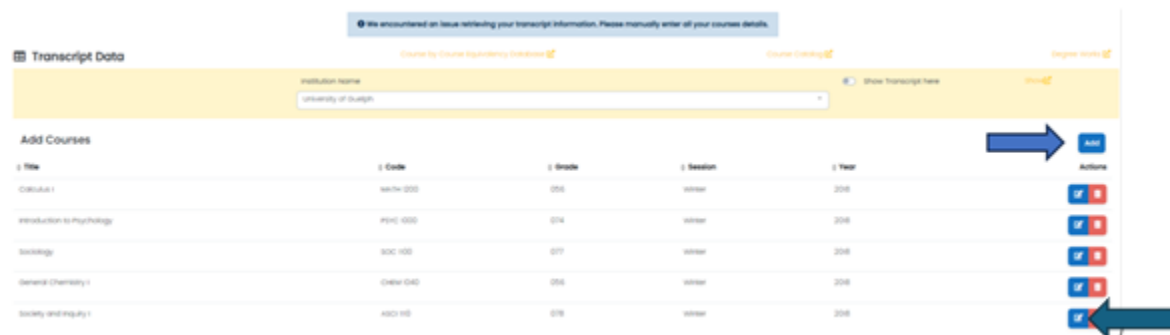 We encountered an issue retrieving your transcript information. Please manually enter all your courses details.
Transcript Data
Course by Course Equivalency Database
Course Catalog
Degree Works
Institution Name
Show Transcript here
University of Guelph
Add Courses
Add
Title Code Grade Session Year Actions
Calculus I MATH 1200 056 Winter 2018
Introduction to Psychology PSYC 1000 074 Winter 2018
Sociology SOC 1100 077 Winter 2018
General Chemistry I CHEM 1040 056 Winter 2018
Society and Inquiry I ASCI 1110 078 Winter 2018